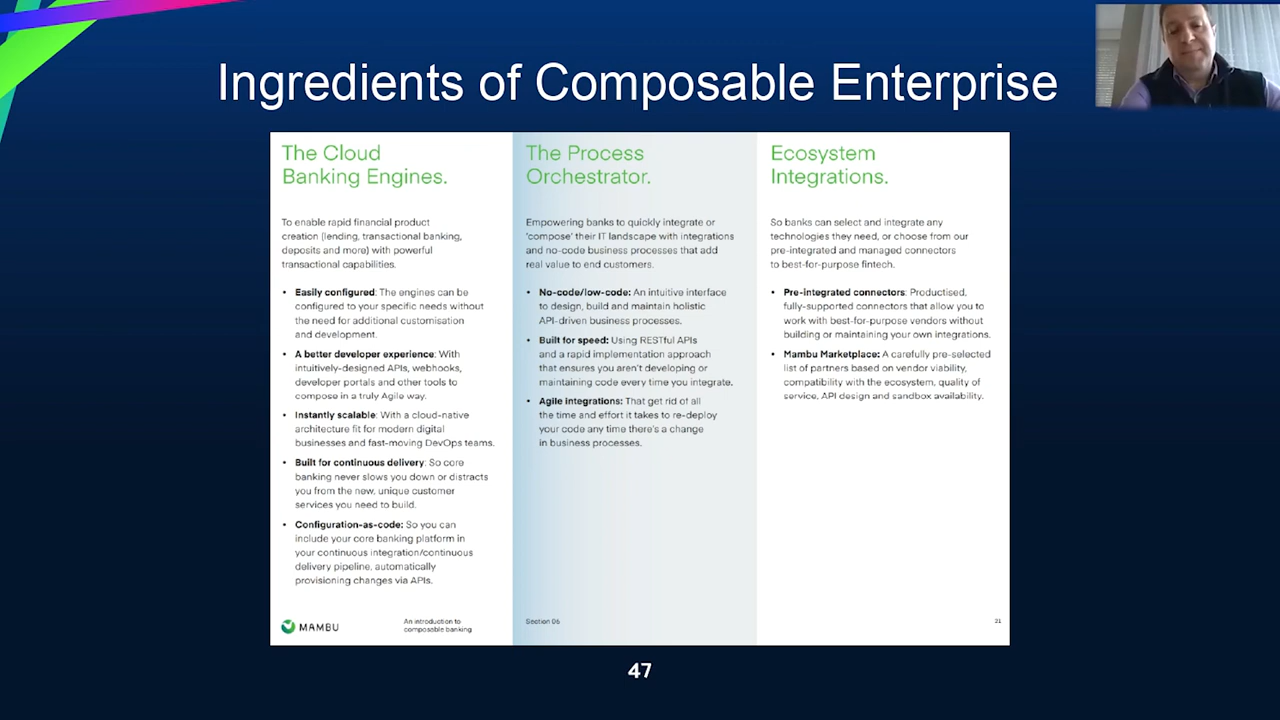 Ingredients of Composable Enterprise
The Cloud
Banking Engines.
To enable rapid financial product
creation (lending, transactional banking,
deposits and more) with powerful
transactional capabilities.
• Easily configured: The engines can be
configured to your specific needs without
the need for additional customisation
and development.
• A better developer experience: With
intuitively-designed APIs, webhooks,
developer portals and other tools to
compose in a truly Agile way.
• Instantly scalable: With a cloud-native
architecture fit for modern digital
businesses and fast-moving DevOps teams.
• Built for continuous delivery: So core
banking never slows you down or distracts
you from the new, unique customer
services you need to build.
• Configuration-as-code: So you can
include your core banking platform in
your continuous integration/continuous
delivery pipeline, automatically
provisioning changes via APIs.
MAMBU
An introduction to
composable banking
The Process
Orchestrator.
Empowering banks to quickly integrate or
'compose' their IT landscape with integrations
and no-code business processes that add
real value to end customers.
• No-code/low-code: An intuitive interface
to design, build and maintain holistic
API-driven business processes.
• Built for speed: Using RESTful APIs
and a rapid implementation approach
that ensures you aren't developing or
maintaining code every time you integrate.
• Agile integrations: That get rid of all
the time and effort it takes to re-deploy
your code any time there's a change
in business processes.
Section 06
Ecosystem
Integrations.
So banks can select and integrate any
technologies they need, or choose from our
pre-integrated and managed connectors
to best-for-purpose fintech.
• Pre-integrated connectors: Productised,
fully-supported connectors that allow you to
work with best-for-purpose vendors without
building or maintaining your own integrations.
• Mambu Marketplace: A carefully pre-selected
list of partners based on vendor viability,
compatibility with the ecosystem, quality of
service, API design and sandbox availability.
21
47